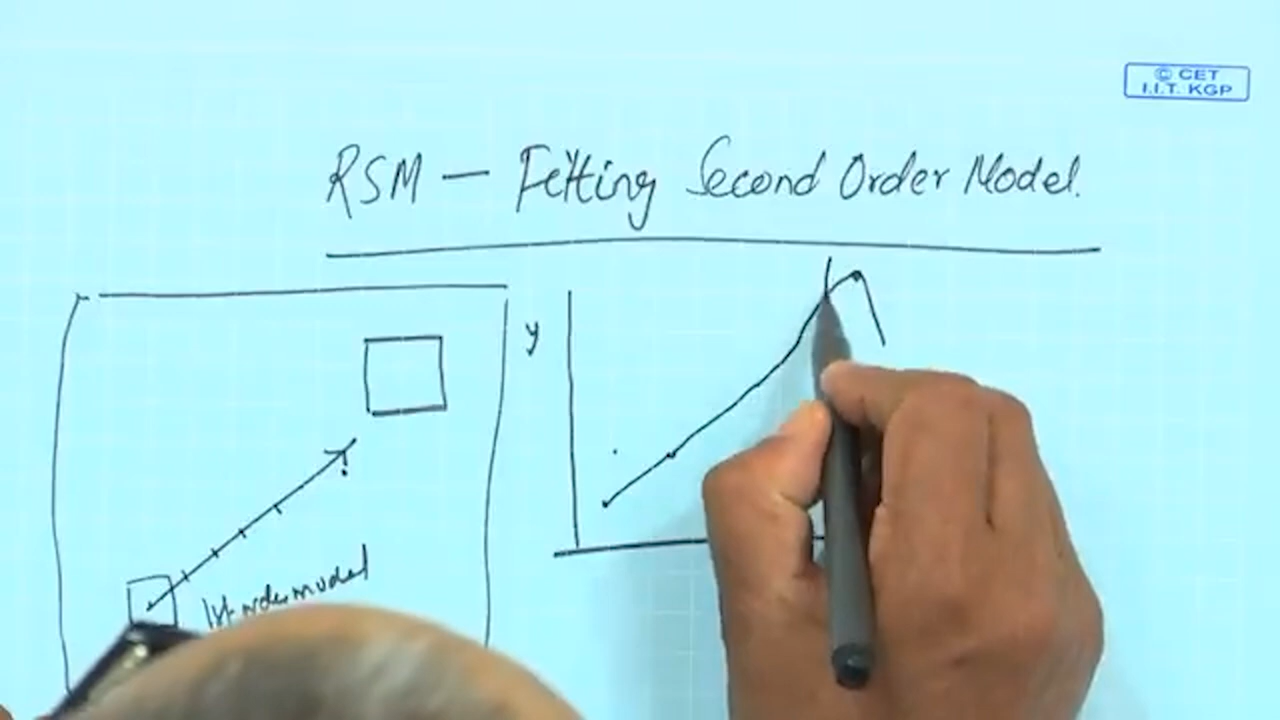 © CET
I.I.T. KGP
RSM — Fitting Second Order Model.
y
1st order model